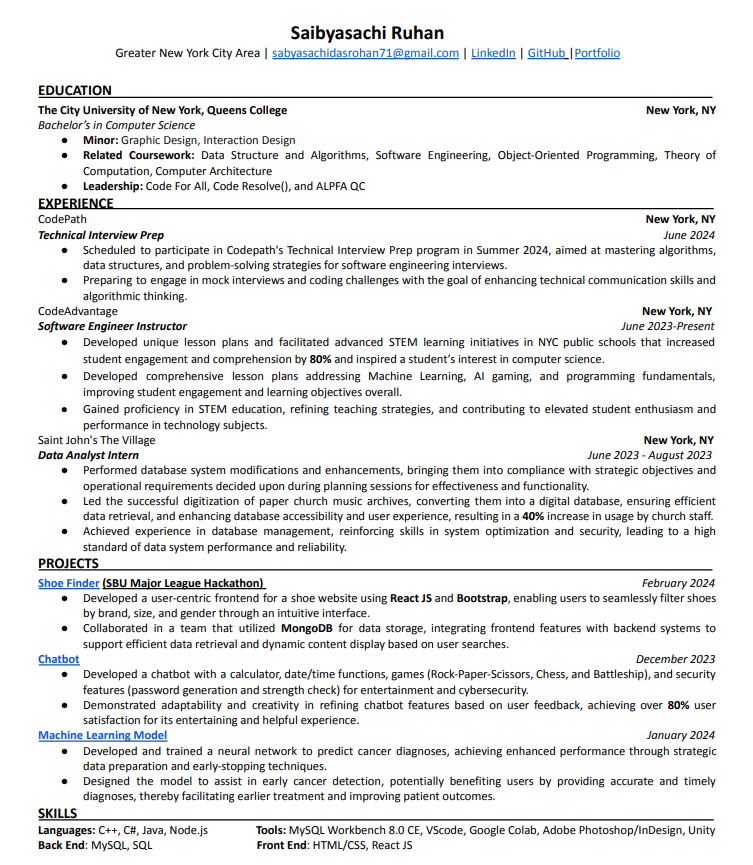 Saibyasachi Ruhan
Greater New York City Area | sabyasachidasrohan71@gmail.com | LinkedIn | GitHub |Portfolio
EDUCATION
The City University of New York, Queens College New York, NY
Bachelor's in Computer Science
● Minor: Graphic Design, Interaction Design
● Related Coursework: Data Structure and Algorithms, Software Engineering, Object-Oriented Programming, Theory of
Computation, Computer Architecture
● Leadership: Code For All, Code Resolve(), and ALPFA QC
EXPERIENCE
CodePath New York, NY
Technical Interview Prep June 2024
● Scheduled to participate in Codepath's Technical Interview Prep program in Summer 2024, aimed at mastering algorithms,
data structures, and problem-solving strategies for software engineering interviews.
● Preparing to engage in mock interviews and coding challenges with the goal of enhancing technical communication skills and
algorithmic thinking.
CodeAdvantage New York, NY
Software Engineer Instructor June 2023-Present
● Developed unique lesson plans and facilitated advanced STEM learning initiatives in NYC public schools that increased
student engagement and comprehension by 80% and inspired a student's interest in computer science.
● Developed comprehensive lesson plans addressing Machine Learning, AI gaming, and programming fundamentals,
improving student engagement and learning objectives overall.
● Gained proficiency in STEM education, refining teaching strategies, and contributing to elevated student enthusiasm and
performance in technology subjects.
Saint John's The Village New York, NY
Data Analyst Intern June 2023 - August 2023
● Performed database system modifications and enhancements, bringing them into compliance with strategic objectives and
operational requirements decided upon during planning sessions for effectiveness and functionality.
● Led the successful digitization of paper church music archives, converting them into a digital database, ensuring efficient
data retrieval, and enhancing database accessibility and user experience, resulting in a 40% increase in usage by church staff.
● Achieved experience in database management, reinforcing skills in system optimization and security, leading to a high
standard of data system performance and reliability.
PROJECTS
Shoe Finder (SBU Major League Hackathon) February 2024
● Developed a user-centric frontend for a shoe website using React JS and Bootstrap, enabling users to seamlessly filter shoes
by brand, size, and gender through an intuitive interface.
● Collaborated in a team that utilized MongoDB for data storage, integrating frontend features with backend systems to
support efficient data retrieval and dynamic content display based on user searches.
Chatbot December 2023
● Developed a chatbot with a calculator, date/time functions, games (Rock-Paper-Scissors, Chess, and Battleship), and security
features (password generation and strength check) for entertainment and cybersecurity.
● Demonstrated adaptability and creativity in refining chatbot features based on user feedback, achieving over 80% user
satisfaction for its entertaining and helpful experience.
Machine Learning Model January 2024
● Developed and trained a neural network to predict cancer diagnoses, achieving enhanced performance through strategic
data preparation and early-stopping techniques.
● Designed the model to assist in early cancer detection, potentially benefiting users by providing accurate and timely
diagnoses, thereby facilitating earlier treatment and improving patient outcomes.
SKILLS
Languages: C++, C#, Java, Node.js Tools: MySQL Workbench 8.0 CE, VScode, Google Colab, Adobe Photoshop/InDesign, Unity
Back End: MySQL, SQL Front End: HTML/CSS, React JS